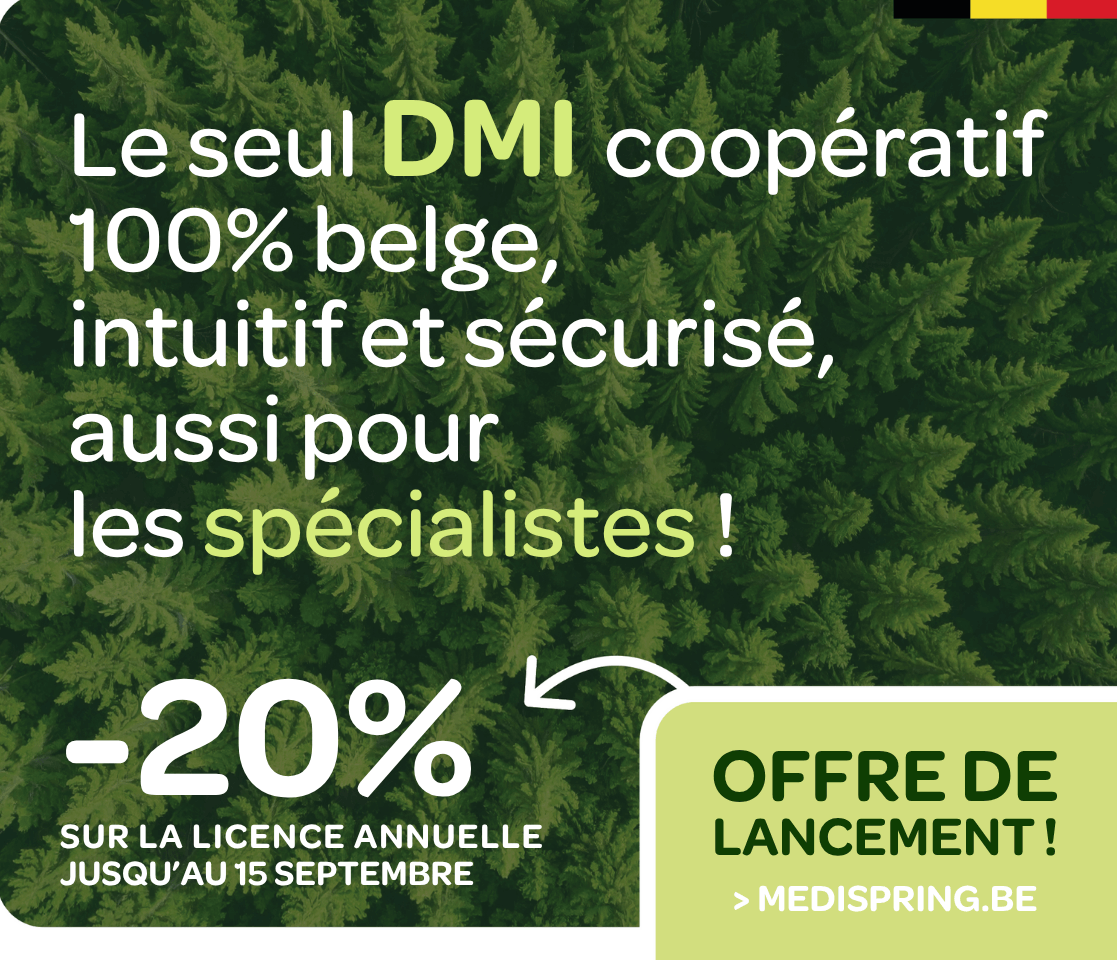 Le seul DMI coopératif
100% belge,
intuitif et sécurisé,
aussi pour
les spécialistes !
-20%
SUR LA LICENCE ANNUELLE
JUSQU'AU 15 SEPTEMBRE
OFFRE DE
LANCEMENT !
> MEDISPRING.BE